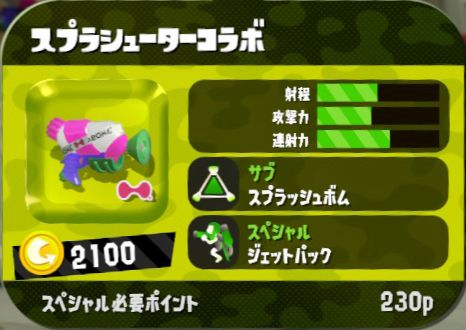 スプラシューターコラボ
射程
攻撃力
連射力
サブ
スプラッシュボム
スペシャル
ジェットパック
2100
スペシャル必要ポイント 230p